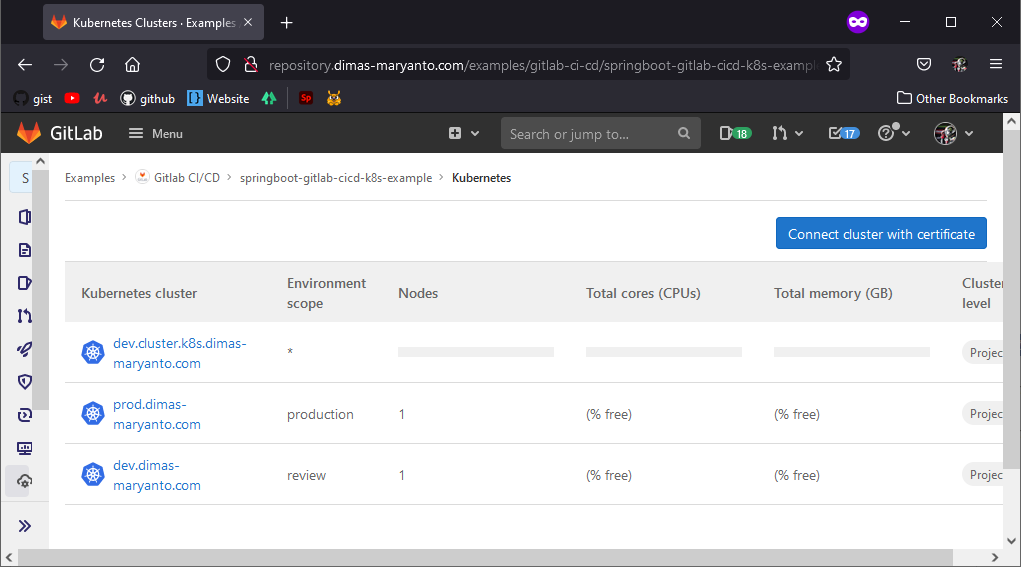 Kubernetes Clusters · Examples
repository.dimas-maryanto.com/examples/gitlab-ci-cd/springboot-gitlab-cicd-k8s-example
gist github Website Sp Other Bookmarks
GitLab Menu Search or jump to... 18 17
S Examples Gitlab CI/CD springboot-gitlab-cicd-k8s-example Kubernetes
Connect cluster with certificate
Kubernetes cluster Environment scope Nodes Total cores (CPUs) Total memory (GB) Cluster level
dev.cluster.k8s.dimas-
maryanto.com
* Projec
prod.dimas-
maryanto.com
production 1 (% free) (% free) Projec
dev.dimas-
maryanto.com
review 1 (% free) (% free) Projec